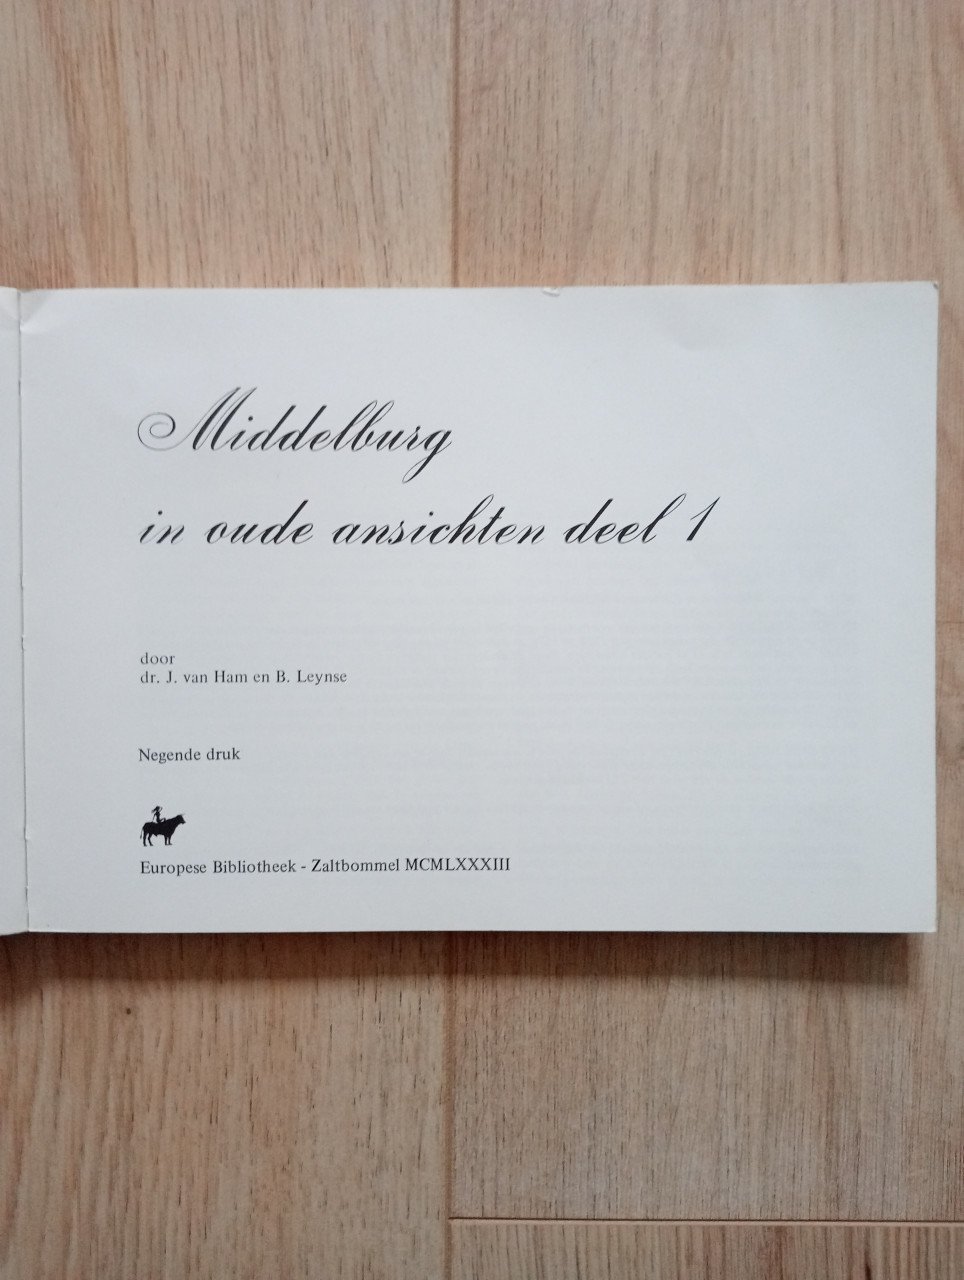 Middelburg
in oude ansichten deel 1
door
dr. J. van Ham en B. Leynse
Negende druk
Europese Bibliotheek - Zaltbommel MCMLXXXIII